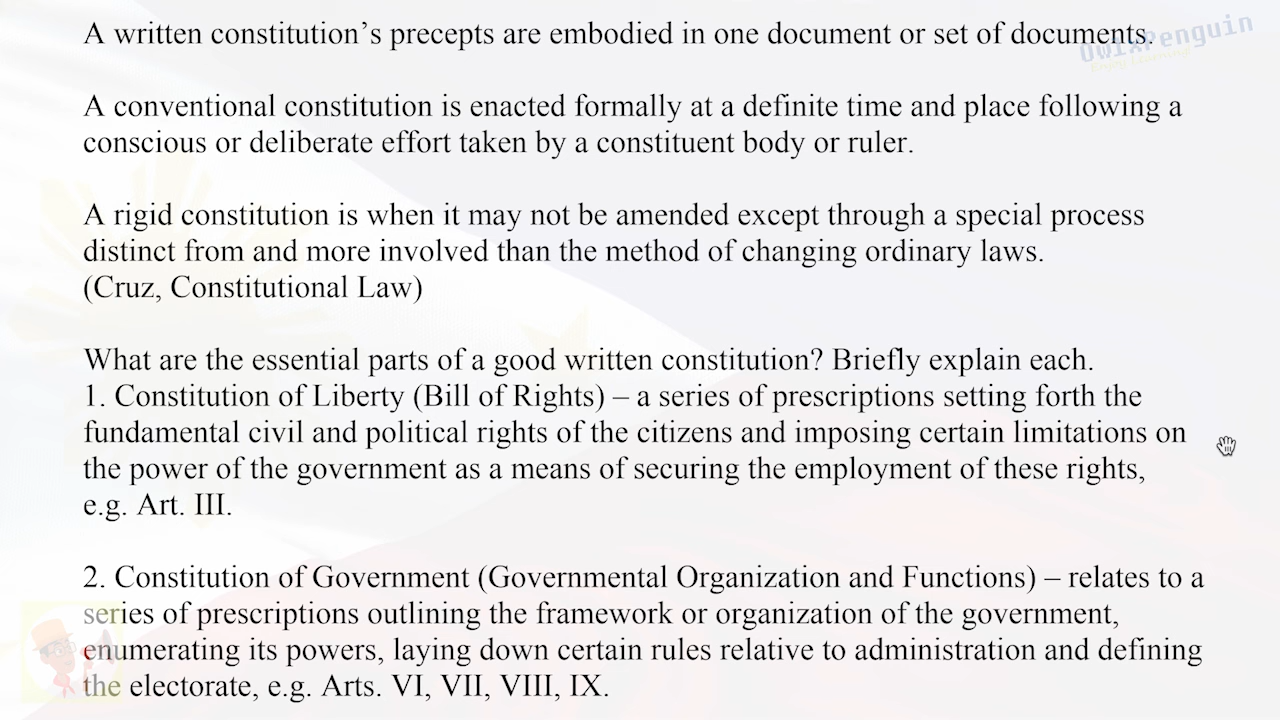 A written constitution’s precepts are embodied in one document or set of documents.
OwlxPenguin
Enjoy Learning
A conventional constitution is enacted formally at a definite time and place following a
conscious or deliberate effort taken by a constituent body or ruler.
A rigid constitution is when it may not be amended except through a special process
distinct from and more involved than the method of changing ordinary laws.
(Cruz, Constitutional Law)
What are the essential parts of a good written constitution? Briefly explain each.
1. Constitution of Liberty (Bill of Rights) – a series of prescriptions setting forth the
fundamental civil and political rights of the citizens and imposing certain limitations on
the power of the government as a means of securing the employment of these rights,
e.g. Art. III.
2. Constitution of Government (Governmental Organization and Functions) – relates to a
series of prescriptions outlining the framework or organization of the government,
enumerating its powers, laying down certain rules relative to administration and defining
the electorate, e.g. Arts. VI, VII, VIII, IX.